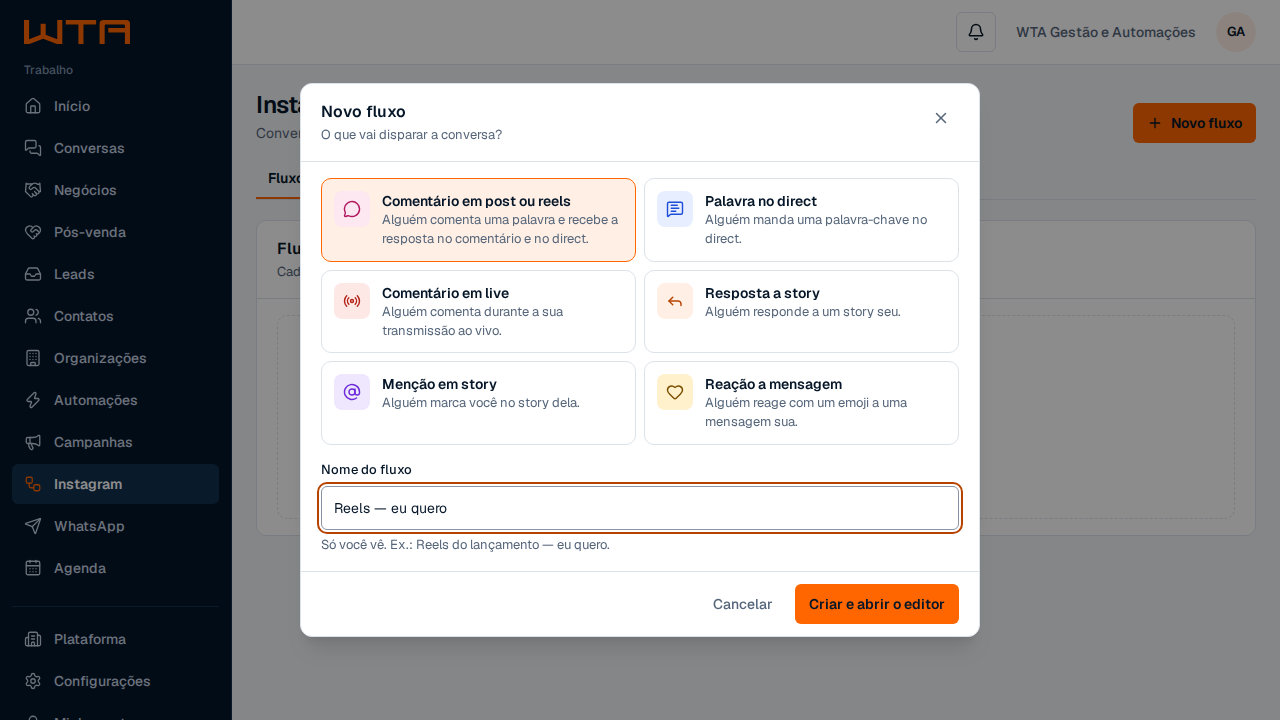 WTA
Trabalho
Início
Conversas
Negócios
Pós-venda
Leads
Contatos
Organizações
Automações
Campanhas
Instagram
WhatsApp
Agenda
Plataforma
Configurações
WTA Gestão e Automações
GA
Novo fluxo
Novo fluxo
O que vai disparar a conversa?
Comentário em post ou reels
Alguém comenta uma palavra e recebe a
resposta no comentário e no direct.
Palavra no direct
Alguém manda uma palavra-chave no
direct.
Comentário em live
Alguém comenta durante a sua
transmissão ao vivo.
Resposta a story
Alguém responde a um story seu.
Menção em story
Alguém marca você no story dela.
Reação a mensagem
Alguém reage com um emoji a uma
mensagem sua.
Nome do fluxo
Reels — eu quero
Só você vê. Ex.: Reels do lançamento — eu quero.
Cancelar
Criar e abrir o editor